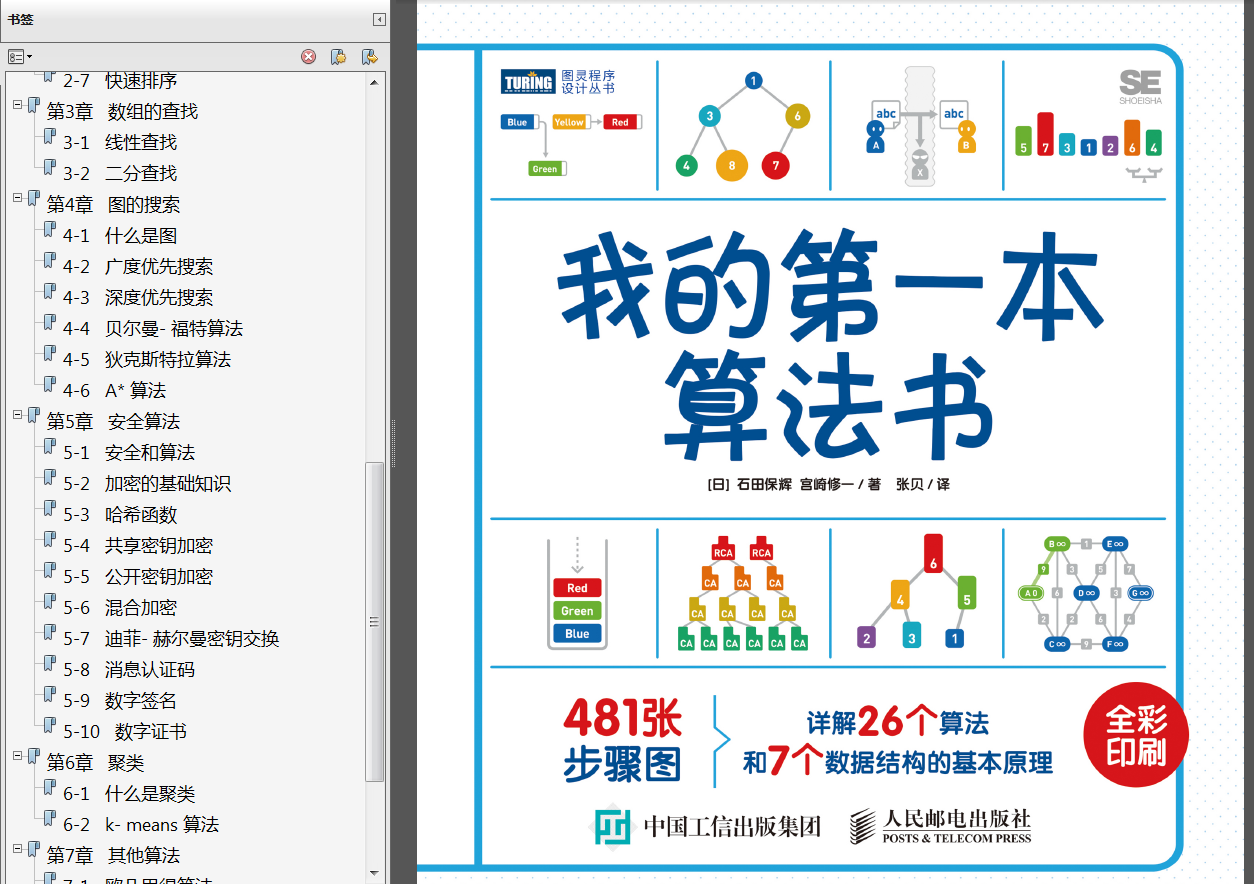 书签
2-7 快速排序
第3章 数组的查找
3-1 线性查找
3-2 二分查找
第4章 图的搜索
4-1 什么是图
4-2 广度优先搜索
4-3 深度优先搜索
4-4 贝尔曼- 福特算法
4-5 狄克斯特拉算法
4-6 A* 算法
第5章 安全算法
5-1 安全和算法
5-2 加密的基础知识
5-3 哈希函数
5-4 共享密钥加密
5-5 公开密钥加密
5-6 混合加密
5-7 迪菲- 赫尔曼密钥交换
5-8 消息认证码
5-9 数字签名
5-10 数字证书
第6章 聚类
6-1 什么是聚类
6-2 k- means 算法
第7章 其他算法
7-1 欧几里得算法
TURING 图灵程序
设计丛书
Blue Yellow Red
Green
1
3 6
4 8 7
abc abc
A B
X
SE
SHOEISHA
5 7 3 1 2 6 4
我的第一本
算法书
[日] 石田保辉 宫崎修一 / 著 张贝 / 译
Red
Green
Blue
RCA RCA
CA CA CA
CA CA CA CA
CA CA CA CA CA CA
6
4 5
2 3 1
B∞ 1 E∞
9 3 5 7
A 0 6 D∞ 3 G∞
2 2 6 4
C∞ 9 F∞
481张
步骤图
详解26个算法
和7个数据结构的基本原理
全彩
印刷
中国工信出版集团
人民邮电出版社
POSTS & TELECOM PRESS